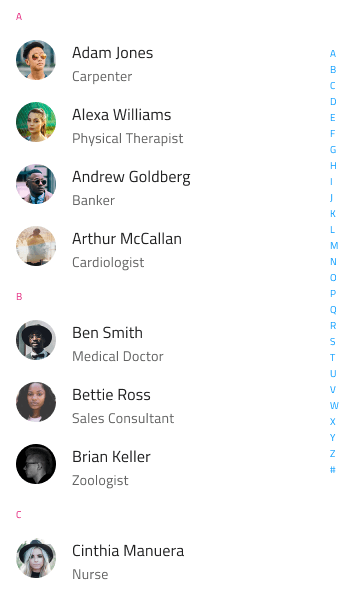 A
Adam Jones
Carpenter
Alexa Williams
Physical Therapist
Andrew Goldberg
Banker
Arthur McCallan
Cardiologist
B
Ben Smith
Medical Doctor
Bettie Ross
Sales Consultant
Brian Keller
Zoologist
C
Cinthia Manuera
Nurse
A
B
C
D
E
F
G
H
I
J
K
L
M
N
O
P
Q
R
S
T
U
V
W
X
Y
Z
#